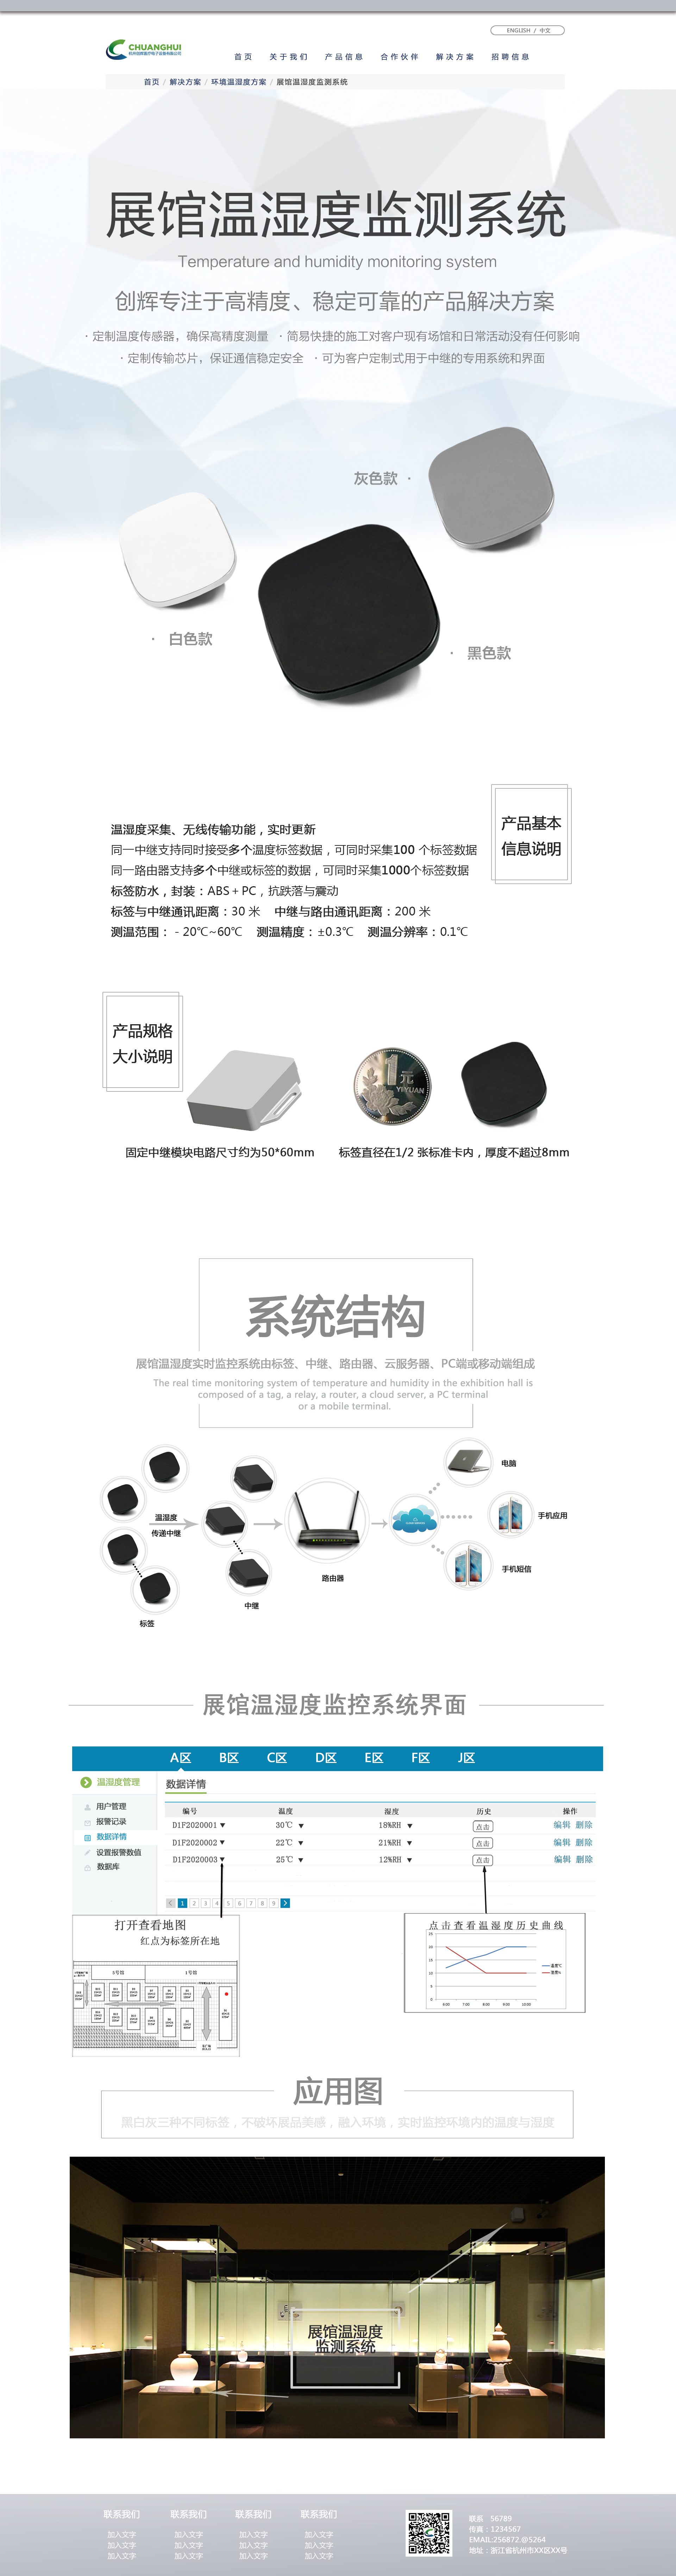 ENGLISH / 中文
CHUANGHUI
杭州创辉医疗电子设备有限公司
首页 关于我们 产品信息 合作伙伴 解决方案 招聘信息
首页 / 解决方案 / 环境温湿度方案 / 展馆温湿度监测系统
展馆温湿度监测系统
Temperature and humidity monitoring system
创辉专注于高精度、稳定可靠的产品解决方案
· 定制温度传感器，确保高精度测量 · 简易快捷的施工对客户现有场馆和日常活动没有任何影响
· 定制传输芯片，保证通信稳定安全 · 可为客户定制式用于中继的专用系统和界面
灰色款 ·
· 白色款
· 黑色款
产品基本
信息说明
温湿度采集、无线传输功能，实时更新
同一中继支持同时接受多个温度标签数据，可同时采集100 个标签数据
同一路由器支持多个中继或标签的数据，可同时采集1000个标签数据
标签防水，封装：ABS＋PC，抗跌落与震动
标签与中继通讯距离：30 米 中继与路由通讯距离：200 米
测温范围：－20℃~60℃ 测温精度：±0.3℃ 测温分辨率：0.1℃
产品规格
大小说明
1元
YI YUAN
固定中继模块电路尺寸约为50*60mm
标签直径在1/2 张标准卡内，厚度不超过8mm
系统结构
展馆温湿度实时监控系统由标签、中继、路由器、云服务器、PC端或移动端组成
The real time monitoring system of temperature and humidity in the exhibition hall is
composed of a tag, a relay, a router, a cloud server, a PC terminal
or a mobile terminal.
电脑
温湿度
传递中继
手机应用
手机短信
路由器
中继
标签
展馆温湿度监控系统界面
A区 B区 C区 D区 E区 F区 J区
温湿度管理
用户管理
报警记录
数据详情
设置报警数值
数据库
数据详情
编号 温度 湿度 历史 操作
D1F2020001 ▼ 30℃ ▼ 18%RH ▼ 点击 编辑 删除
D1F2020002 ▼ 22℃ ▼ 21%RH ▼ 点击 编辑 删除
D1F2020003 ▼ 25℃ ▼ 12%RH ▼ 点击 编辑 删除
< 1 2 3 4 5 6 7 8 9 >
打开查看地图
红点为标签所在地
5号馆 1号馆
点击查看温湿度历史曲线
25
20
15
10
5
0
6:00 7:00 8:00 9:00 10:00
温度℃
应用图
黑白灰三种不同标签，不破坏展品美感，融入环境，实时监控环境内的温度与湿度
展馆温湿度
监测系统
联系我们 联系我们 联系我们 联系我们
加入文字 加入文字 加入文字 加入文字
加入文字 加入文字 加入文字 加入文字
加入文字 加入文字 加入文字 加入文字
联系 56789
传真：1234567
EMAIL:256872.@5264
地址：浙江省杭州市XX区XX号